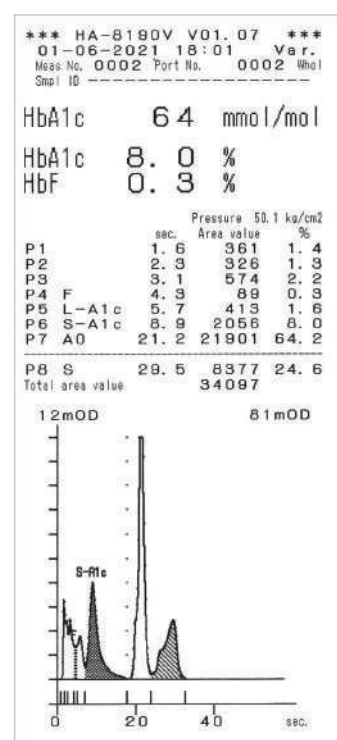 *** HA-8190V V01.07 ***
01-06-2021 18:01 Var.
Meas No. 0002 Port No. 0002 Whol
Smpl ID --------------------
HbA1c 64 mmol/mol
HbA1c 8.0 %
HbF 0.3 %
Pressure 50.1 kg/cm2
sec. Area value %
P1 1.6 361 1.4
P2 2.3 326 1.3
P3 3.1 574 2.2
P4 F 4.3 89 0.3
P5 L-A1c 5.7 413 1.6
P6 S-A1c 8.9 2056 8.0
P7 A0 21.2 21901 64.2
P8 S 29.5 8377 24.6
Total area value 34097
12mOD 81mOD
S-A1c
0 20 40 sec.